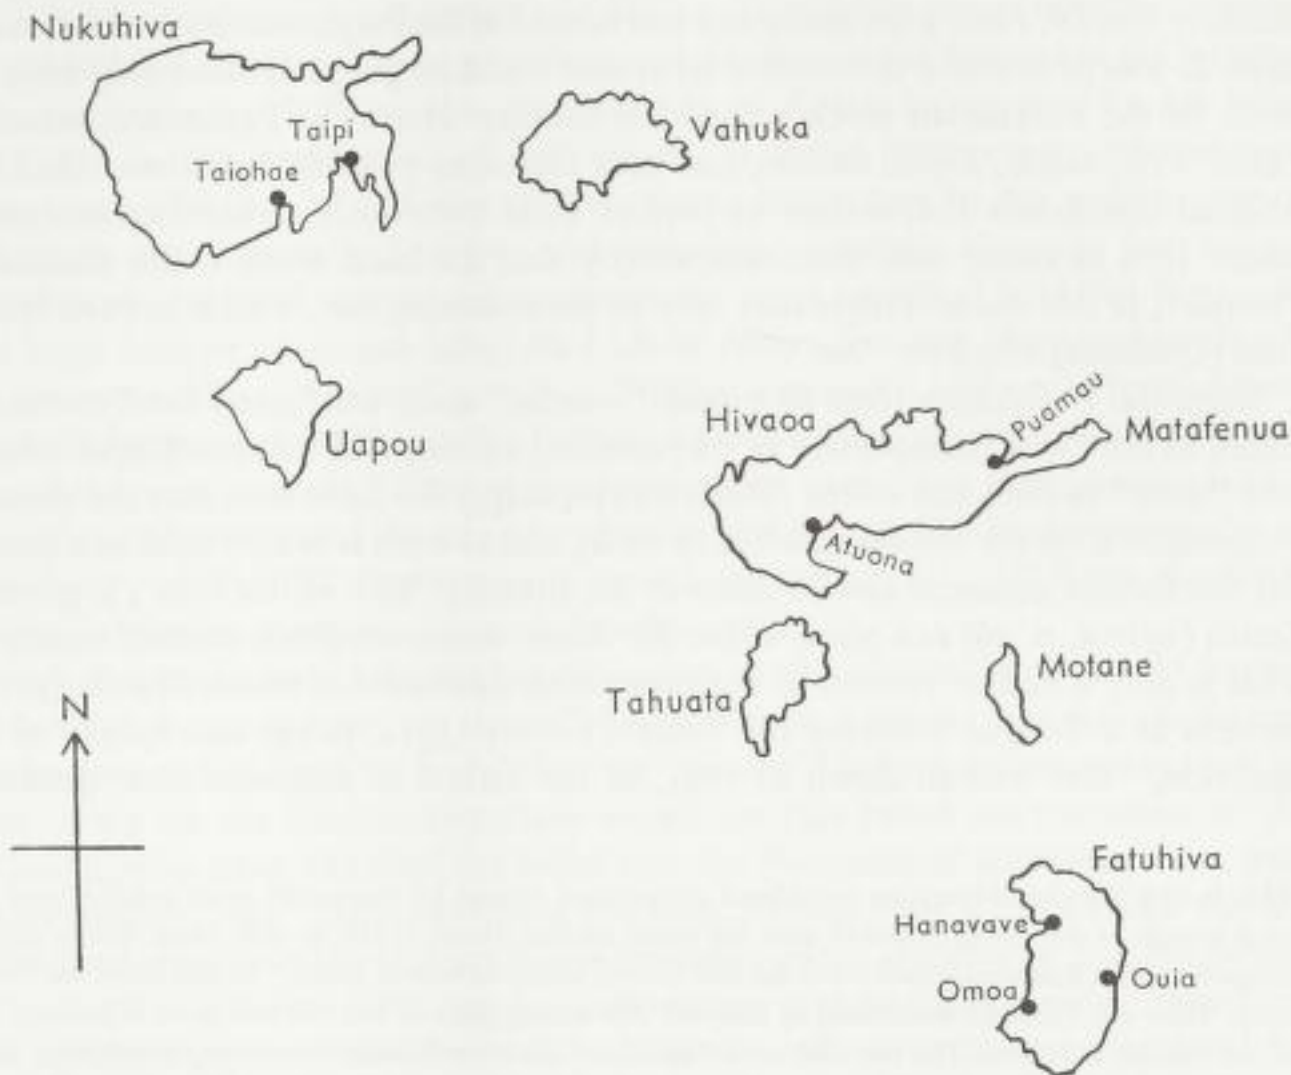 Nukuhiva
Taipi
Taiohae
Vahuka
Uapou
Hivaoa
Puamau
Matafenua
Atuona
Tahuata
Motane
N
Fatuhiva
Hanavave
Omoa
Ouia